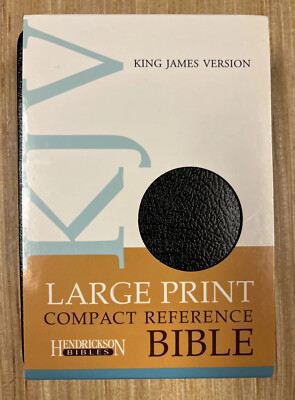 KJV
KING JAMES VERSION
LARGE PRINT
COMPACT REFERENCE
HENDRICKSON
BIBLES
BIBLE